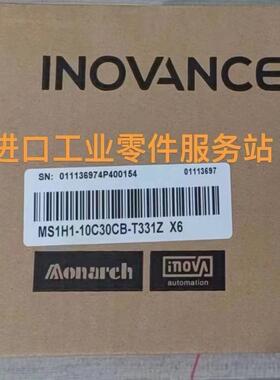 INOVANCE
进口工业零件服务站
SN: 011136974P400154 01113697
MS1H1-10C30CB-T331Z X6
Monarch inova
automation